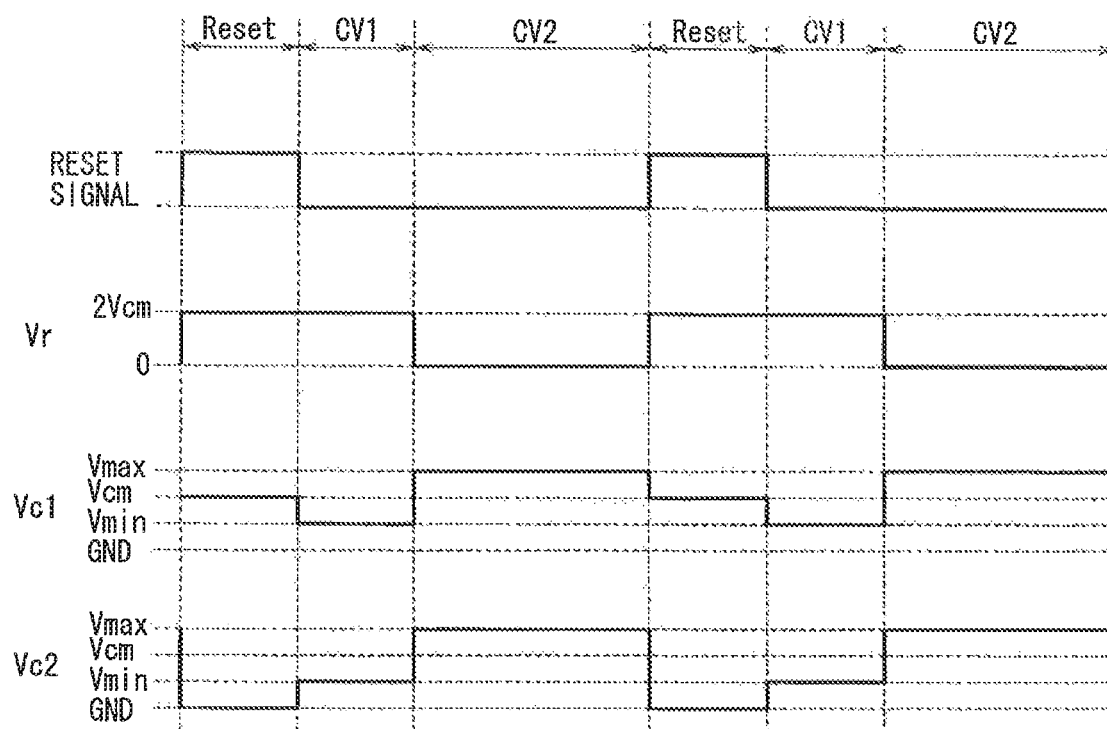 Reset CV1 CV2 Reset CV1 CV2
RESET
SIGNAL
2Vcm
Vr
0
Vmax
Vcm
Vc1
Vmin
GND
Vmax
Vcm
Vc2
Vmin
GND